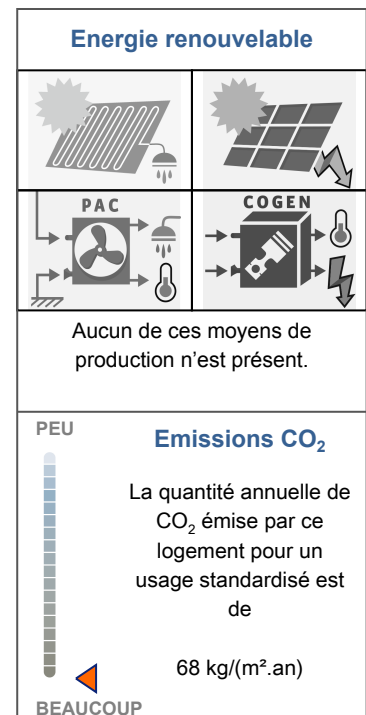 Energie renouvelable
PAC
COGEN
Aucun de ces moyens de
production n’est présent.
PEU
Emissions CO₂
La quantité annuelle de
CO₂ émise par ce
logement pour un
usage standardisé est
de
68 kg/(m².an)
BEAUCOUP